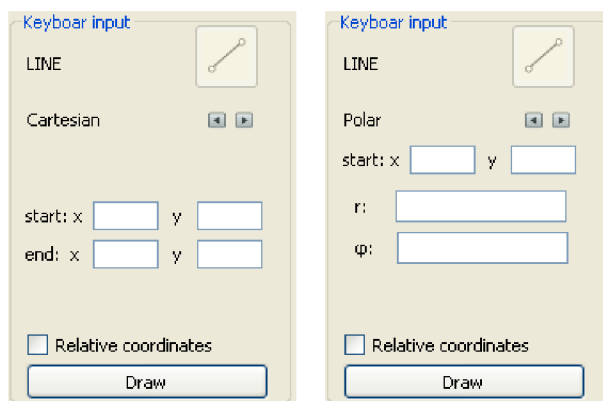 Keyboar input
LINE
Cartesian
start: x y
end: x y
Relative coordinates
Draw
Keyboar input
LINE
Polar
start: x y
r:
φ:
Relative coordinates
Draw